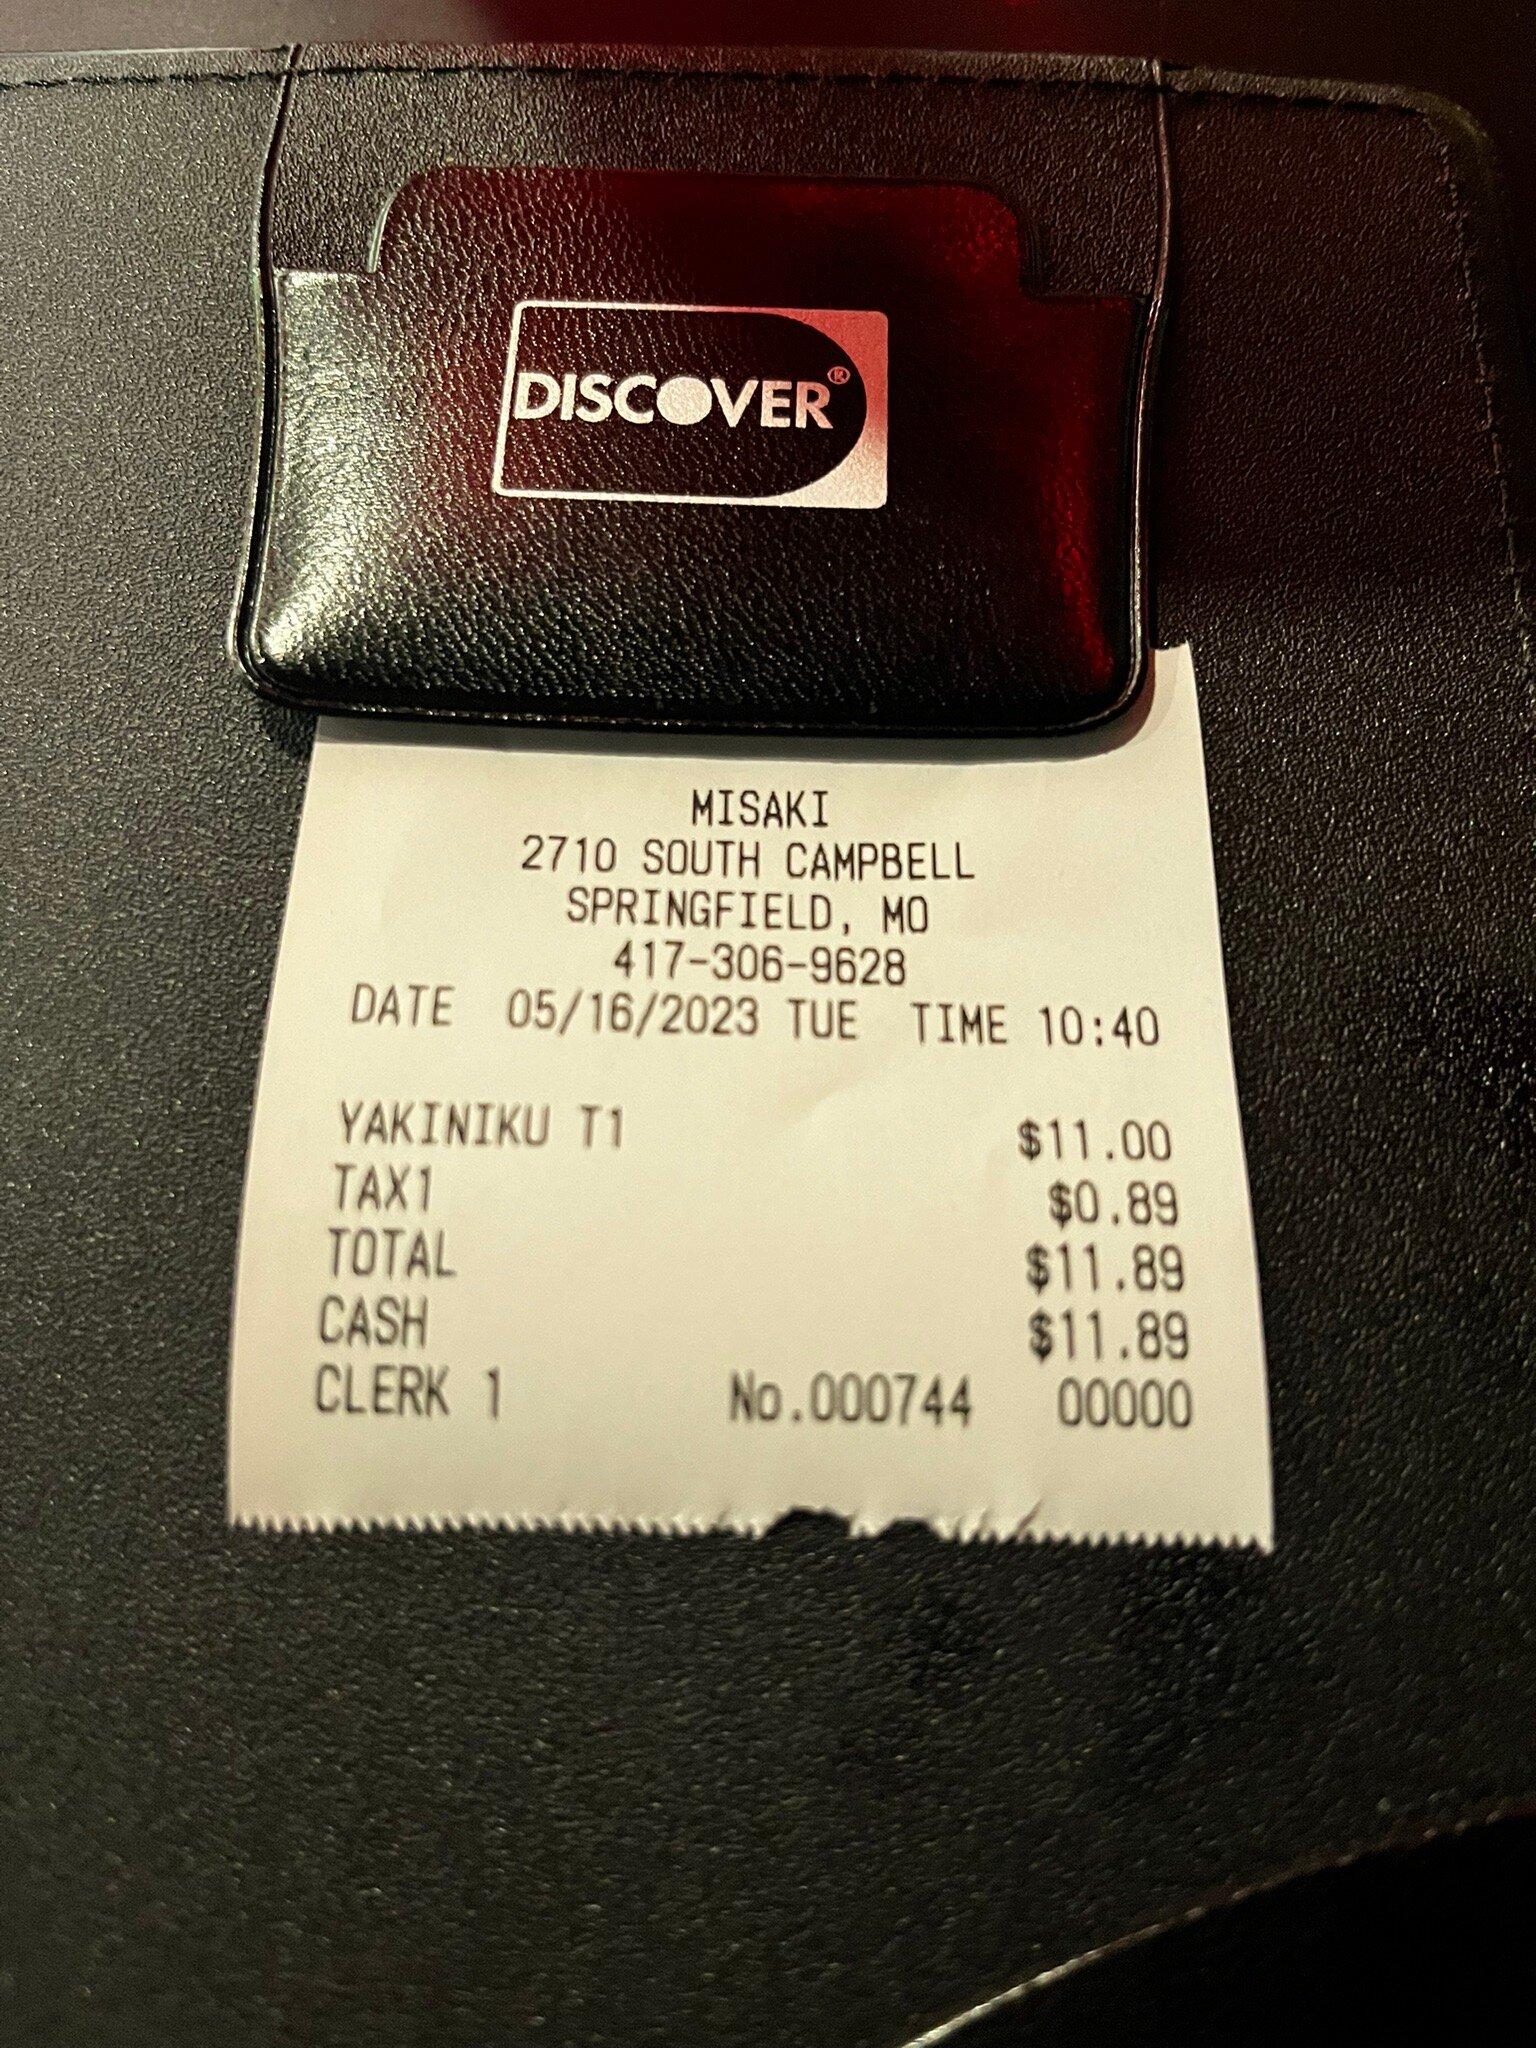 DISCOVER®
MISAKI
2710 SOUTH CAMPBELL
SPRINGFIELD, MO
417-306-9628
DATE 05/16/2023 TUE TIME 10:40
YAKINIKU T1 $11.00
TAX1 $0.89
TOTAL $11.89
CASH $11.89
CLERK 1 No.000744 00000